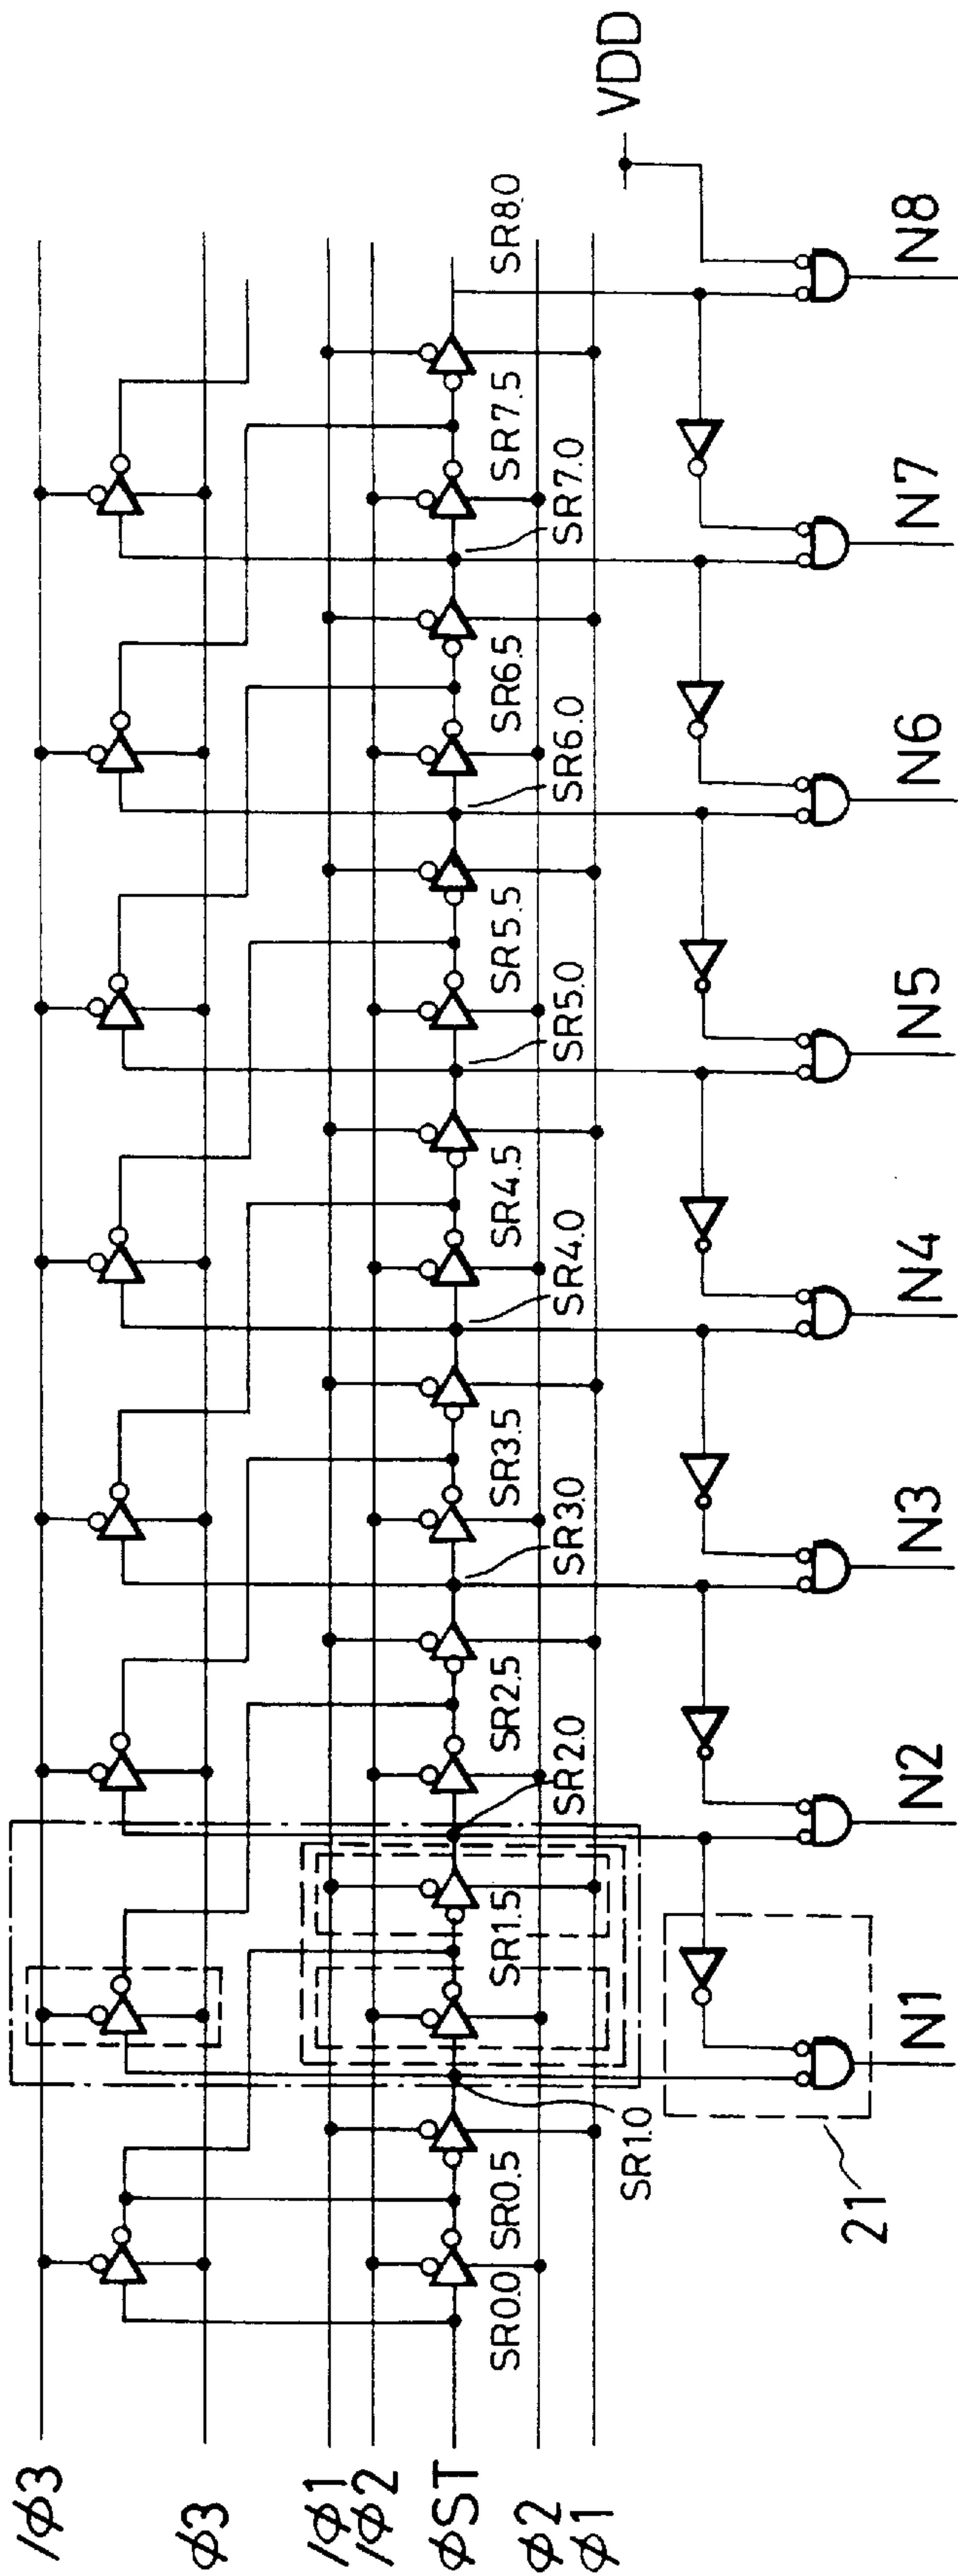 /φ3
φ3
/φ1
/φ2
φST
φ2
φ1
SR0.0
SR0.5
SR1.0
SR1.5
SR2.0
SR2.5
SR3.0
SR3.5
SR4.0
SR4.5
SR5.0
SR5.5
SR6.0
SR6.5
SR7.0
SR7.5
SR8.0
VDD
21
N1
N2
N3
N4
N5
N6
N7
N8